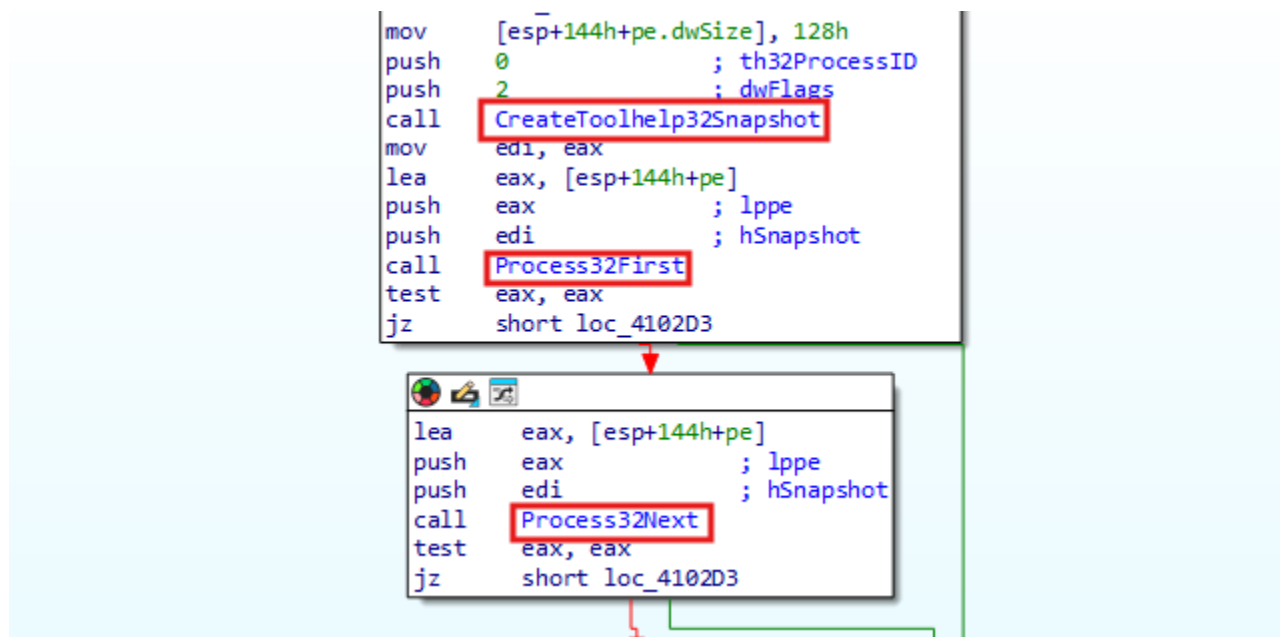 mov [esp+144h+pe.dwSize], 128h
push 0 ; th32ProcessID
push 2 ; dwFlags
call CreateToolhelp32Snapshot
mov edi, eax
lea eax, [esp+144h+pe]
push eax ; lppe
push edi ; hSnapshot
call Process32First
test eax, eax
jz short loc_4102D3
lea eax, [esp+144h+pe]
push eax ; lppe
push edi ; hSnapshot
call Process32Next
test eax, eax
jz short loc_4102D3